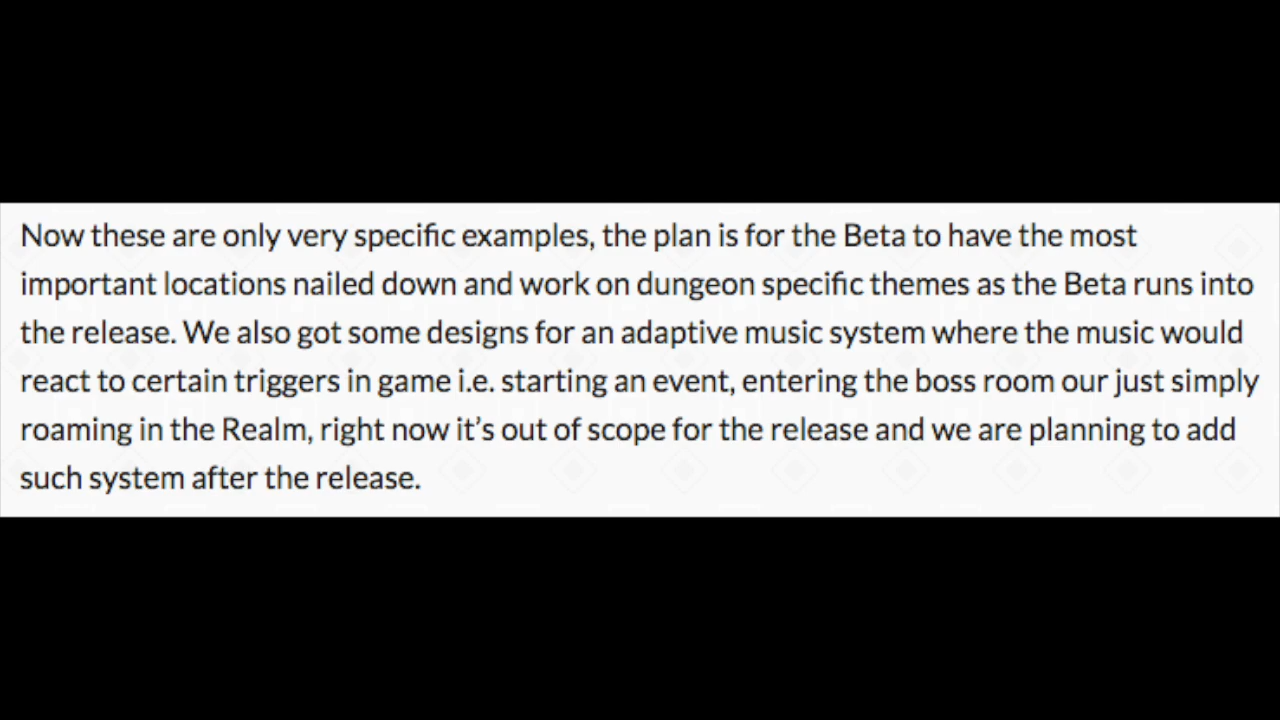 Now these are only very specific examples, the plan is for the Beta to have the most
important locations nailed down and work on dungeon specific themes as the Beta runs into
the release. We also got some designs for an adaptive music system where the music would
react to certain triggers in game i.e. starting an event, entering the boss room our just simply
roaming in the Realm, right now it’s out of scope for the release and we are planning to add
such system after the release.